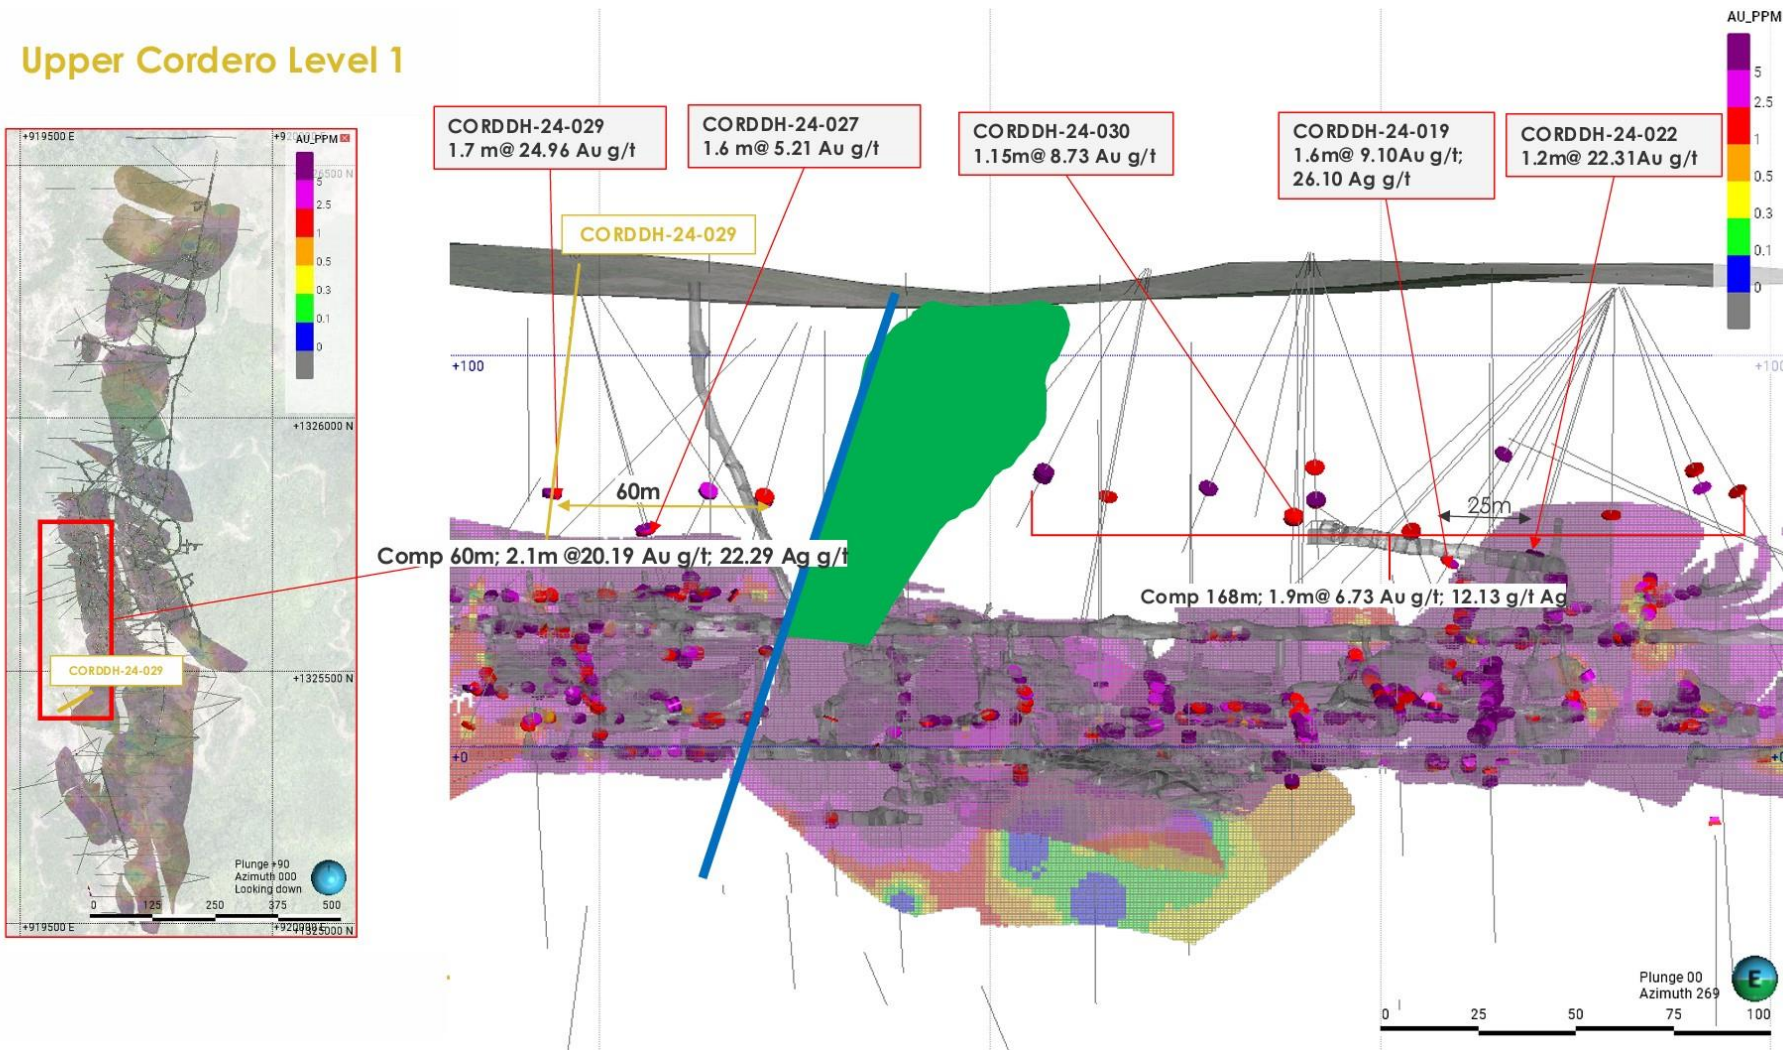 Upper Cordero Level 1
+919500 E
AU_PPM
5
2.5
1
0.5
0.3
0.1
0
+1326000 N
+1325500 N
CORDDH-24-029
Plunge +90
Azimuth 000
Looking down
0 125 250 375 500
+919500 E
+1325000 N
CORDDH-24-029
1.7 m@ 24.96 Au g/t
CORDDH-24-027
1.6 m@ 5.21 Au g/t
CORDDH-24-030
1.15m@ 8.73 Au g/t
CORDDH-24-019
1.6m@ 9.10Au g/t;
26.10 Ag g/t
CORDDH-24-022
1.2m@ 22.31Au g/t
AU_PPM
5
2.5
1
0.5
0.3
0.1
0
CORDDH-24-029
+100
+100
60m
25m
Comp 60m; 2.1m @20.19 Au g/t; 22.29 Ag g/t
Comp 168m; 1.9m@ 6.73 Au g/t; 12.13 g/t Ag
+0
Plunge 00
Azimuth 269
E
0 25 50 75 100